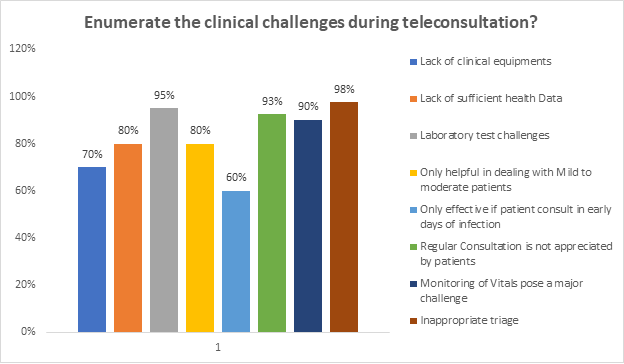 Enumerate the clinical challenges during teleconsultation?
120%
100%
80%
60%
40%
20%
0%
70%
80%
95%
80%
60%
93%
90%
98%
1
Lack of clinical equipments
Lack of sufficient health Data
Laboratory test challenges
Only helpful in dealing with Mild to
moderate patients
Only effective if patient consult in early
days of infection
Regular Consultation is not appreciated
by patients
Monitoring of Vitals pose a major
challenge
Inappropriate triage